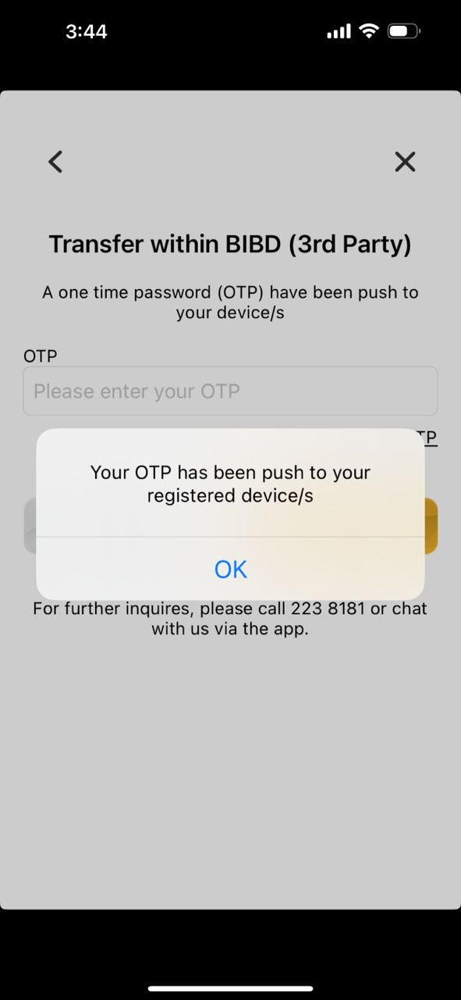 3:44
Transfer within BIBD (3rd Party)
A one time password (OTP) have been push to
your device/s
OTP
Please enter your OTP
TP
Your OTP has been push to your
registered device/s
OK
For further inquires, please call 223 8181 or chat
with us via the app.